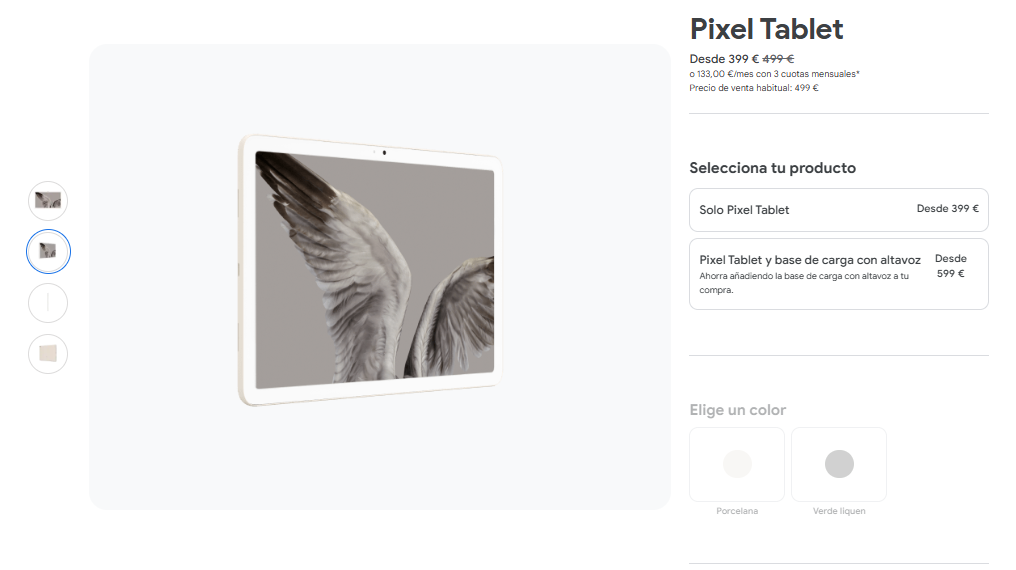 Pixel Tablet
Desde 399 € 499 €
o 133,00 €/mes con 3 cuotas mensuales*
Precio de venta habitual: 499 €
Selecciona tu producto
Solo Pixel Tablet
Desde 399 €
Pixel Tablet y base de carga con altavoz
Desde
599 €
Ahorra añadiendo la base de carga con altavoz a tu
compra.
Elige un color
Porcelana
Verde liquen